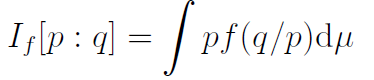 I_f[p : q] = ∫ p f(q/p)dμ